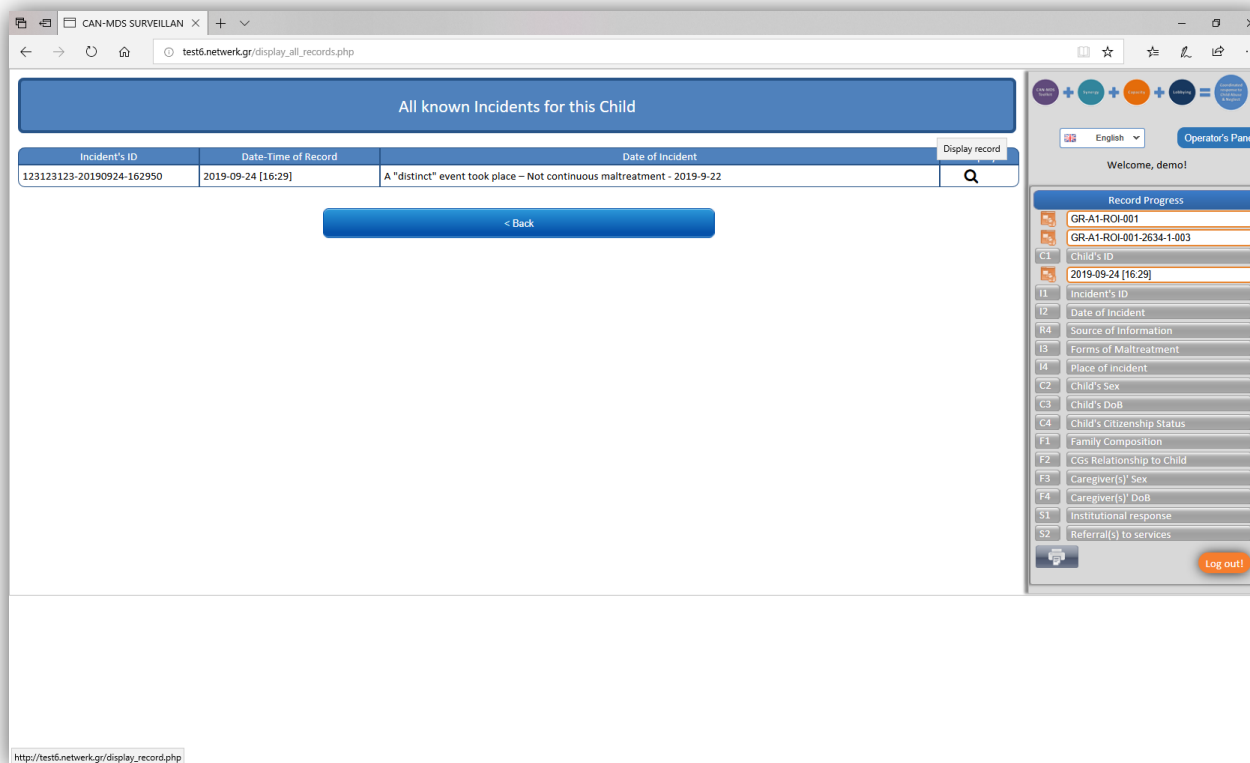 CAN-MDS SURVEILLAN
test6.netwerk.gr/display_all_records.php
All known Incidents for this Child
Incident's ID Date-Time of Record Date of Incident
Display record
123123123-20190924-162950 2019-09-24 [16:29] A "distinct" event took place – Not continuous maltreatment - 2019-9-22
< Back
English
Operator's Pane
Welcome, demo!
Record Progress
GR-A1-ROI-001
GR-A1-ROI-001-2634-1-003
C1 Child's ID
2019-09-24 [16:29]
I1 Incident's ID
I2 Date of Incident
R4 Source of Information
I3 Forms of Maltreatment
I4 Place of incident
C2 Child's Sex
C3 Child's DoB
C4 Child's Citizenship Status
F1 Family Composition
F2 CGs Relationship to Child
F3 Caregiver(s)' Sex
F4 Caregiver(s)' DoB
S1 Institutional response
S2 Referral(s) to services
Log out!
http://test6.netwerk.gr/display_record.php